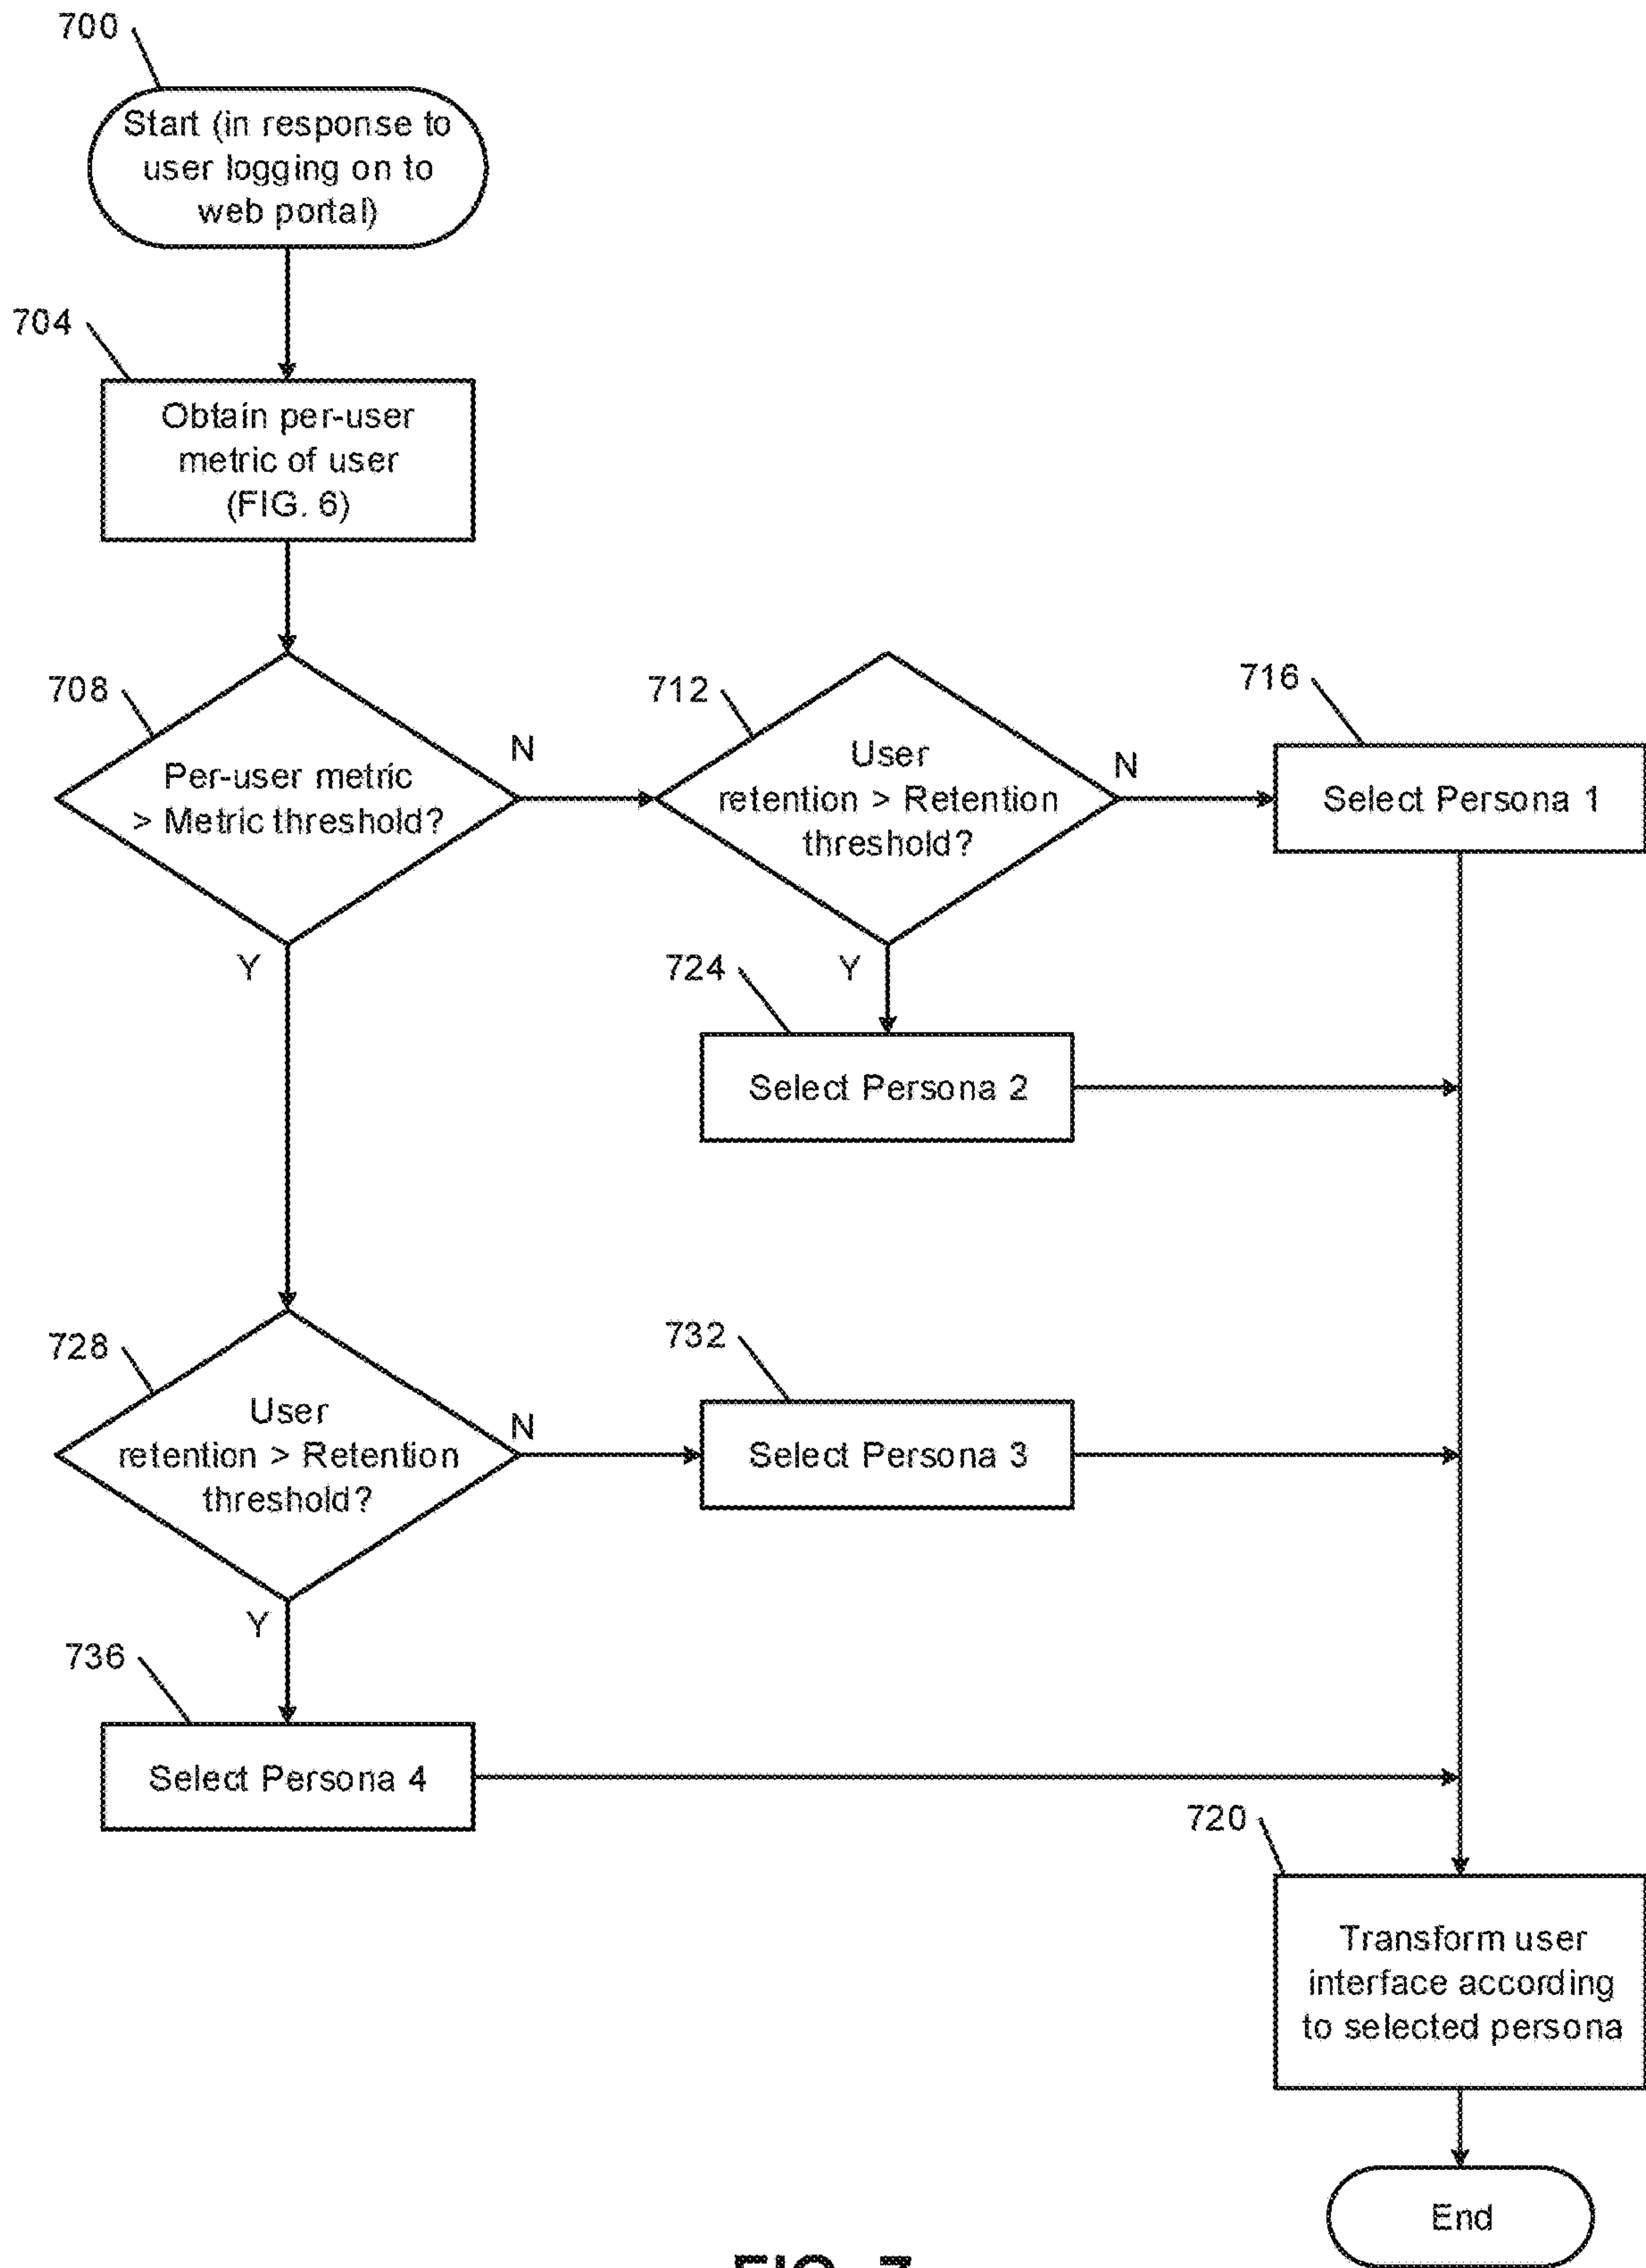 700
Start (in response to
user logging on to
web portal)
704
Obtain per-user
metric of user
(FIG. 6)
708
Per-user metric
> Metric threshold?
N
Y
712
User
retention > Retention
threshold?
N
Y
716
Select Persona 1
724
Select Persona 2
728
User
retention > Retention
threshold?
N
Y
732
Select Persona 3
736
Select Persona 4
720
Transform user
interface according
to selected persona
End
FIG. 7